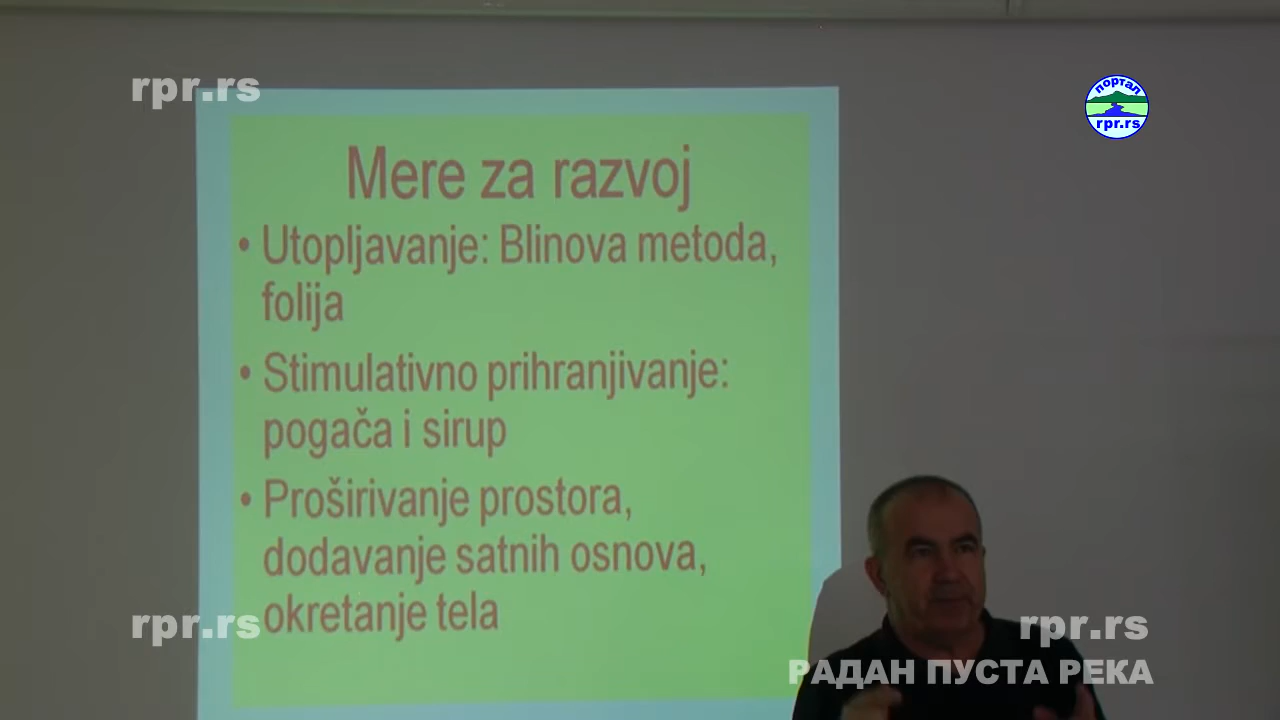 rpr.rs
портал
rpr.rs
Mere za razvoj
• Utopljavanje: Blinova metoda,
folija
• Stimulativno prihranjivanje:
pogača i sirup
• Proširivanje prostora,
dodavanje satnih osnova,
okretanje tela
rpr.rs
rpr.rs
РАДАН ПУСТА РЕКА